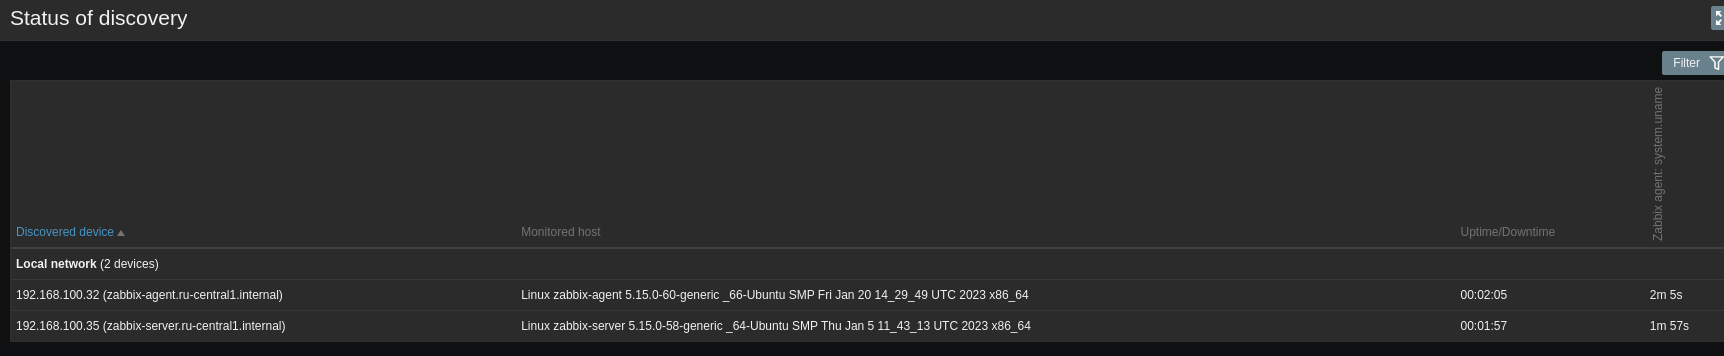 Status of discovery
Filter
Zabbix agent: system.uname
Discovered device Monitored host Uptime/Downtime
Local network (2 devices)
192.168.100.32 (zabbix-agent.ru-central1.internal) Linux zabbix-agent 5.15.0-60-generic _66-Ubuntu SMP Fri Jan 20 14_29_49 UTC 2023 x86_64 00:02:05 2m 5s
192.168.100.35 (zabbix-server.ru-central1.internal) Linux zabbix-server 5.15.0-58-generic _64-Ubuntu SMP Thu Jan 5 11_43_13 UTC 2023 x86_64 00:01:57 1m 57s